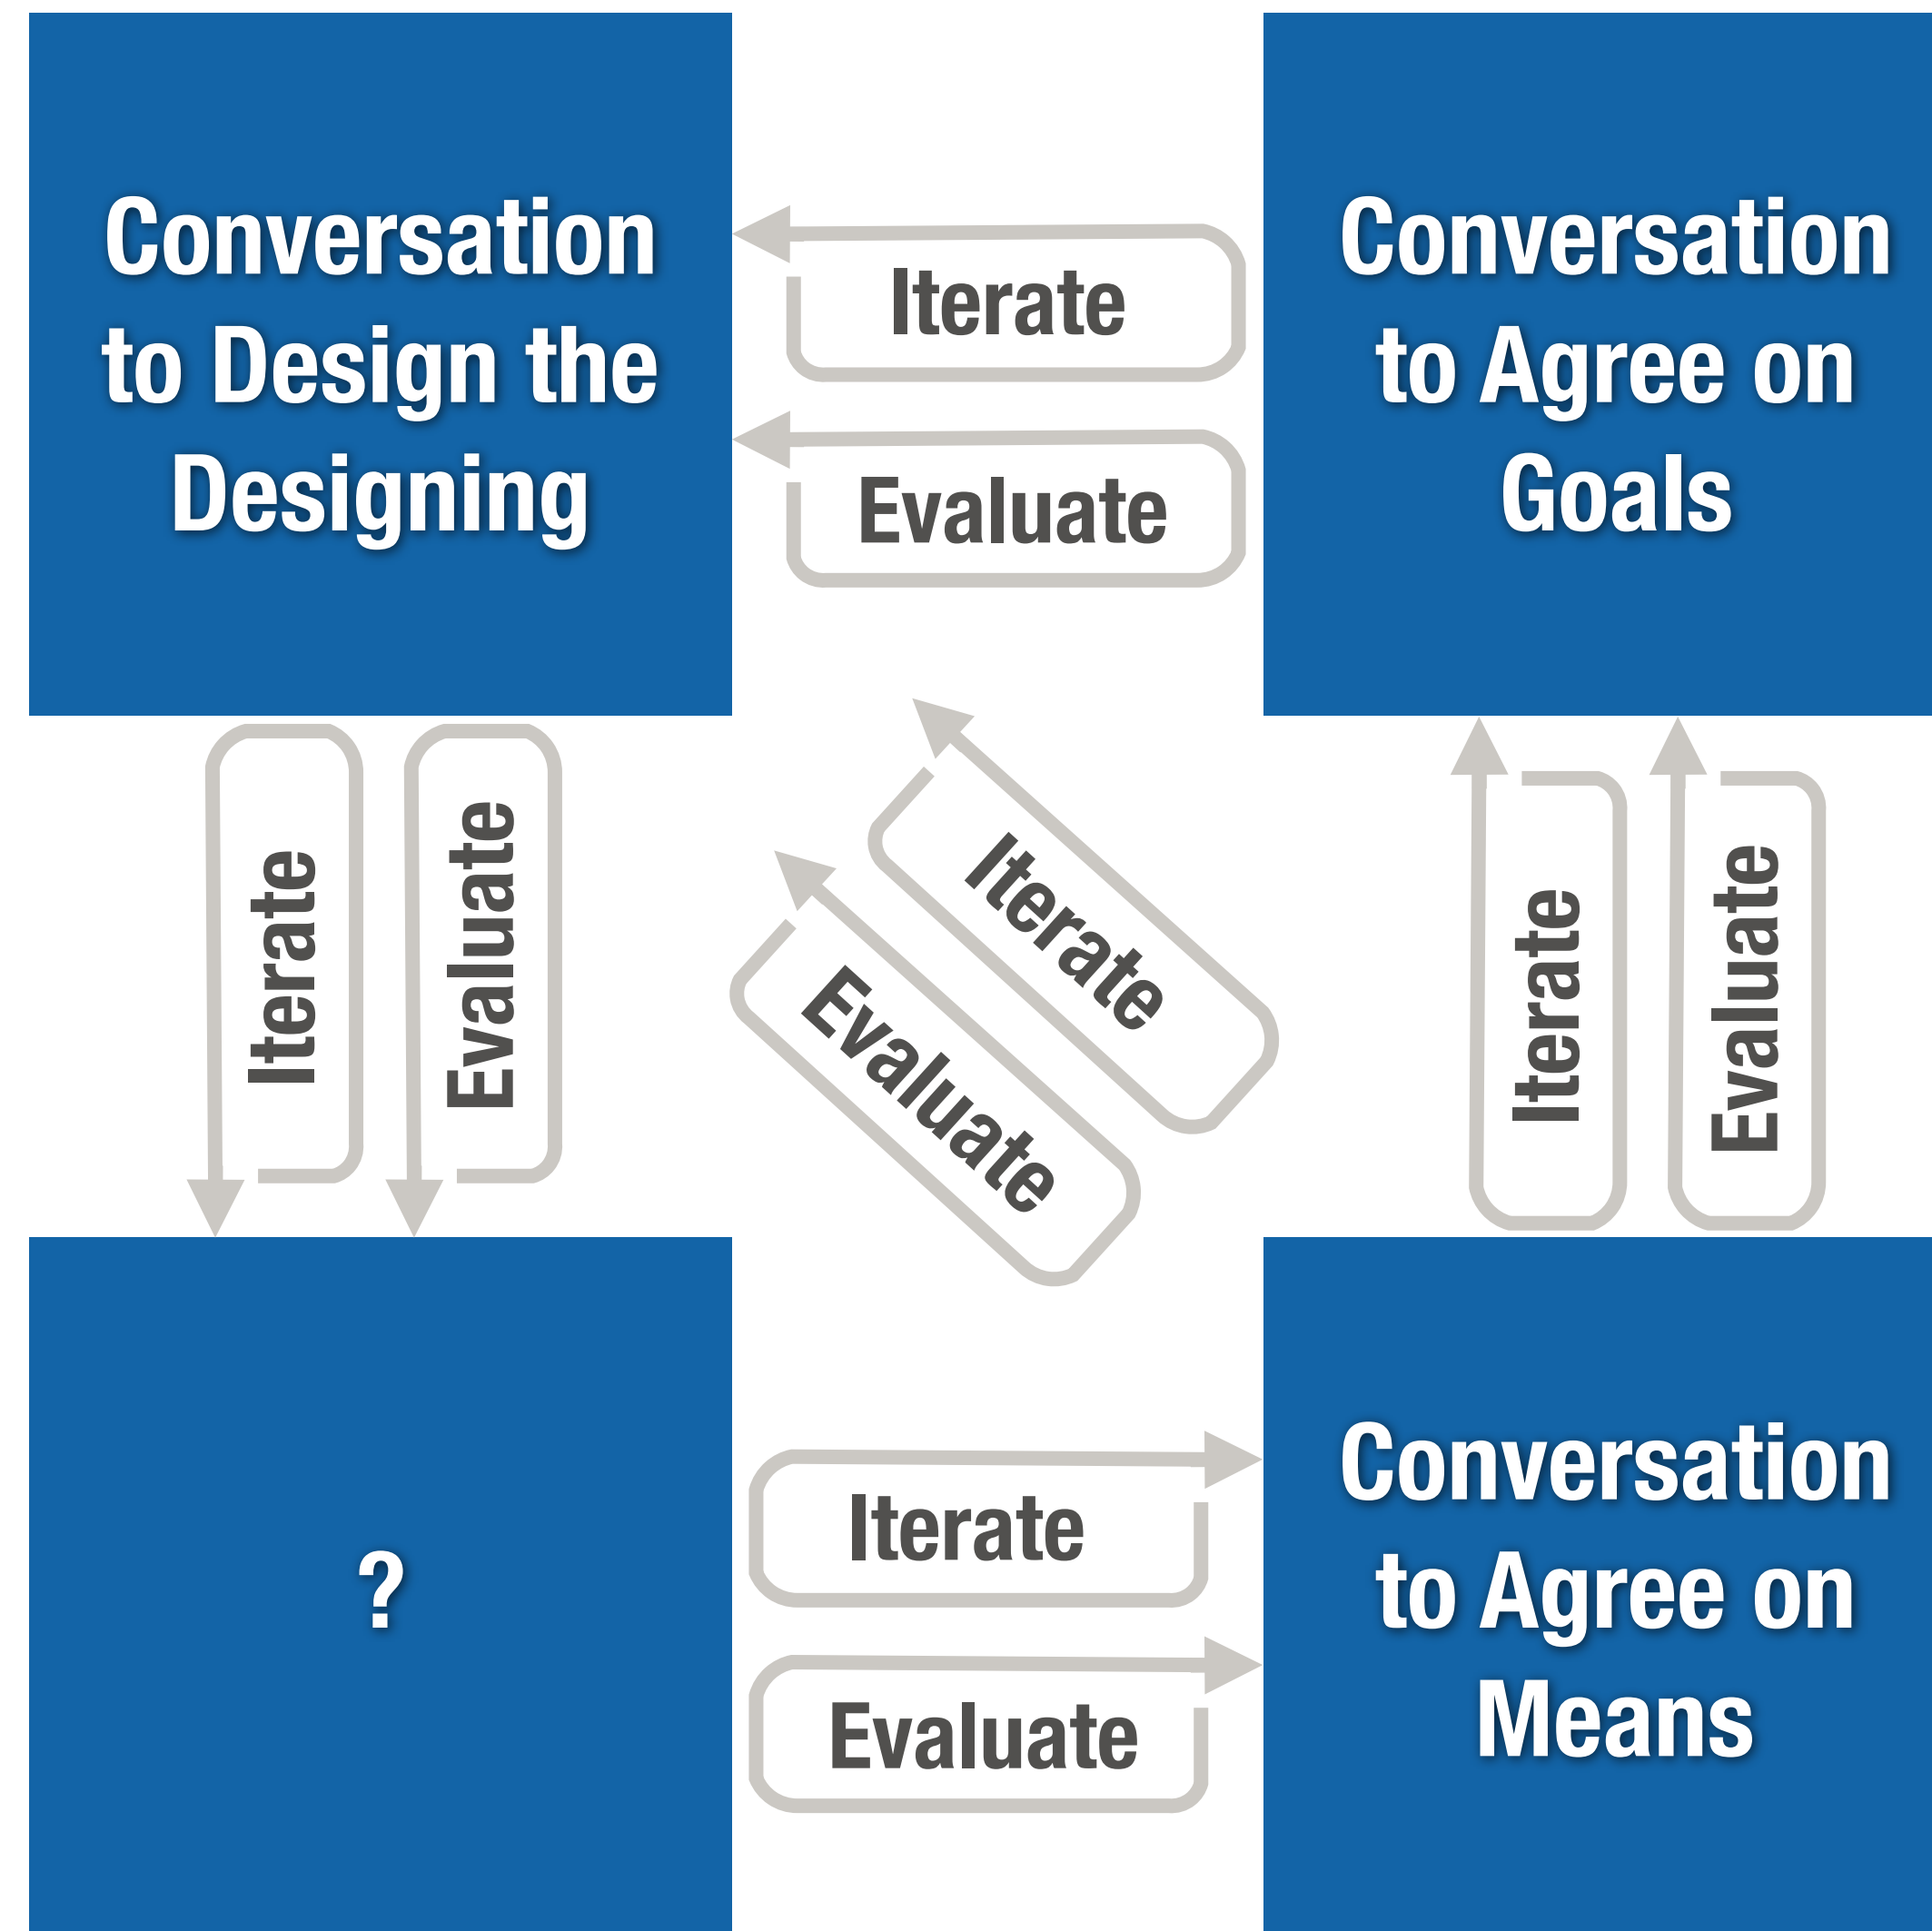 Conversation
to Design the
Designing
Iterate
Evaluate
Conversation
to Agree on
Goals
Iterate
Evaluate
Iterate
Evaluate
Iterate
Evaluate
?
Iterate
Evaluate
Conversation
to Agree on
Means